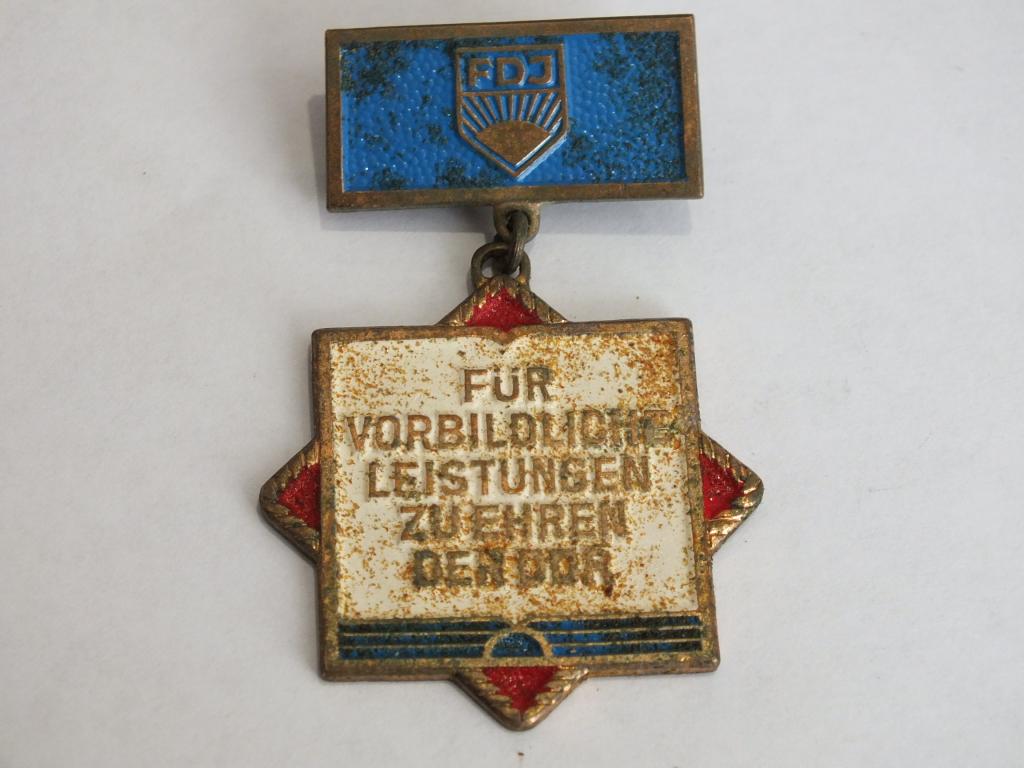 FDJ
FÜR
VORBILDLICHE
LEISTUNGEN
ZU EHREN
DER DDR